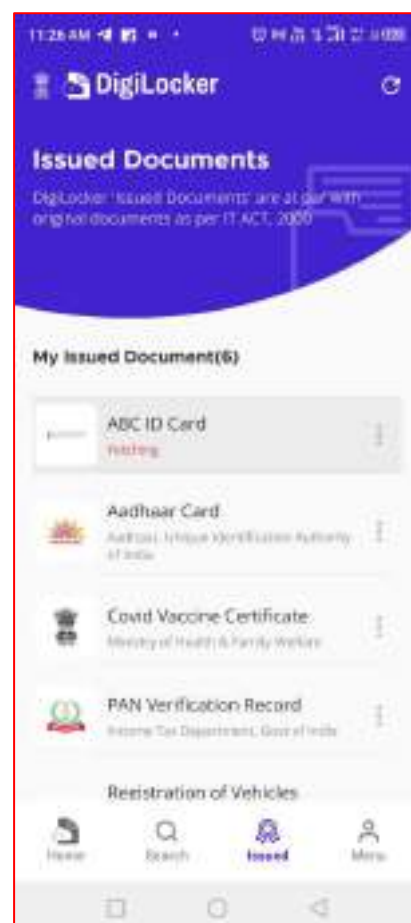 11:26 AM
DigiLocker
Issued Documents
DigiLocker 'Issued Documents' are at par with
original documents as per IT ACT, 2000
My Issued Document(6)
ABC ID Card
Fetching
Aadhaar Card
Aadhaar, Unique Identification Authority
of India
Covid Vaccine Certificate
Ministry of Health & Family Welfare
PAN Verification Record
Income Tax Department, Govt of India
Registration of Vehicles
Home
Search
Issued
Menu